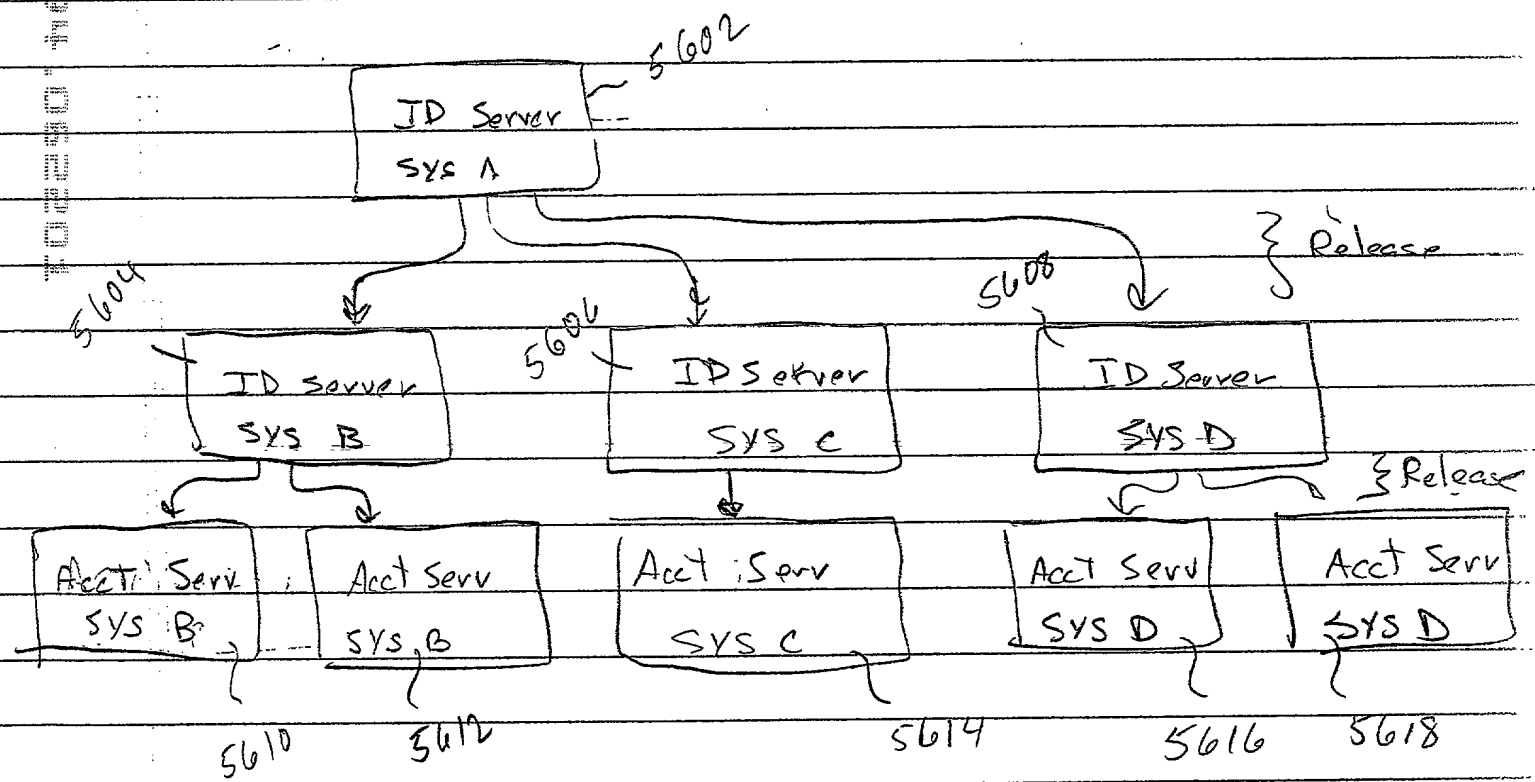 5602
ID Server
SYS A
} Release
5604
5606
5608
ID Server
SYS B
ID Server
SYS C
ID Server
SYS D
} Release
Acct Serv
SYS B
Acct Serv
SYS B
Acct Serv
SYS C
Acct Serv
SYS D
Acct Serv
SYS D
5610
5612
5614
5616
5618